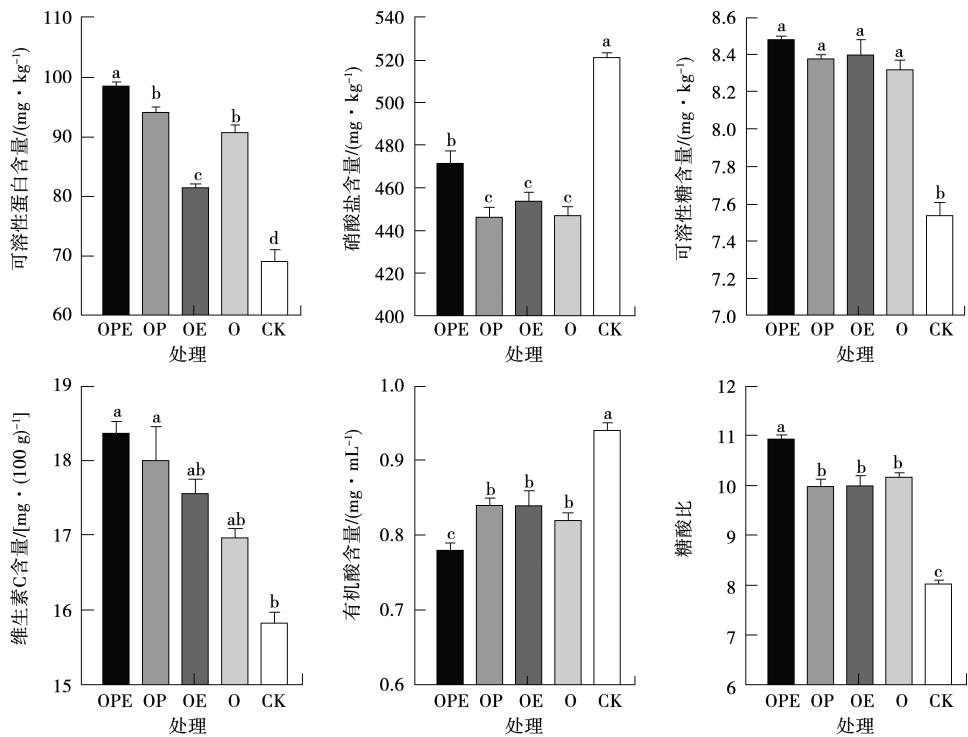 可溶性蛋白含量/(mg·kg⁻¹)
110
100
90
80
70
60
a
b
c
b
d
OPE OP OE O CK
处理
硝酸盐含量/(mg·kg⁻¹)
540
520
500
480
460
440
420
400
b
c
c
c
a
OPE OP OE O CK
处理
可溶性糖含量/(mg·kg⁻¹)
8.6
8.4
8.2
8.0
7.8
7.6
7.4
7.2
7.0
a
a
a
a
b
OPE OP OE O CK
处理
维生素C含量/[mg·(100 g)⁻¹]
19
18
17
16
15
a
a
ab
ab
b
OPE OP OE O CK
处理
有机酸含量/(mg·mL⁻¹)
1.0
0.9
0.8
0.7
0.6
c
b
b
b
a
OPE OP OE O CK
处理
糖酸比
12
11
10
9
8
7
6
a
b
b
b
c
OPE OP OE O CK
处理